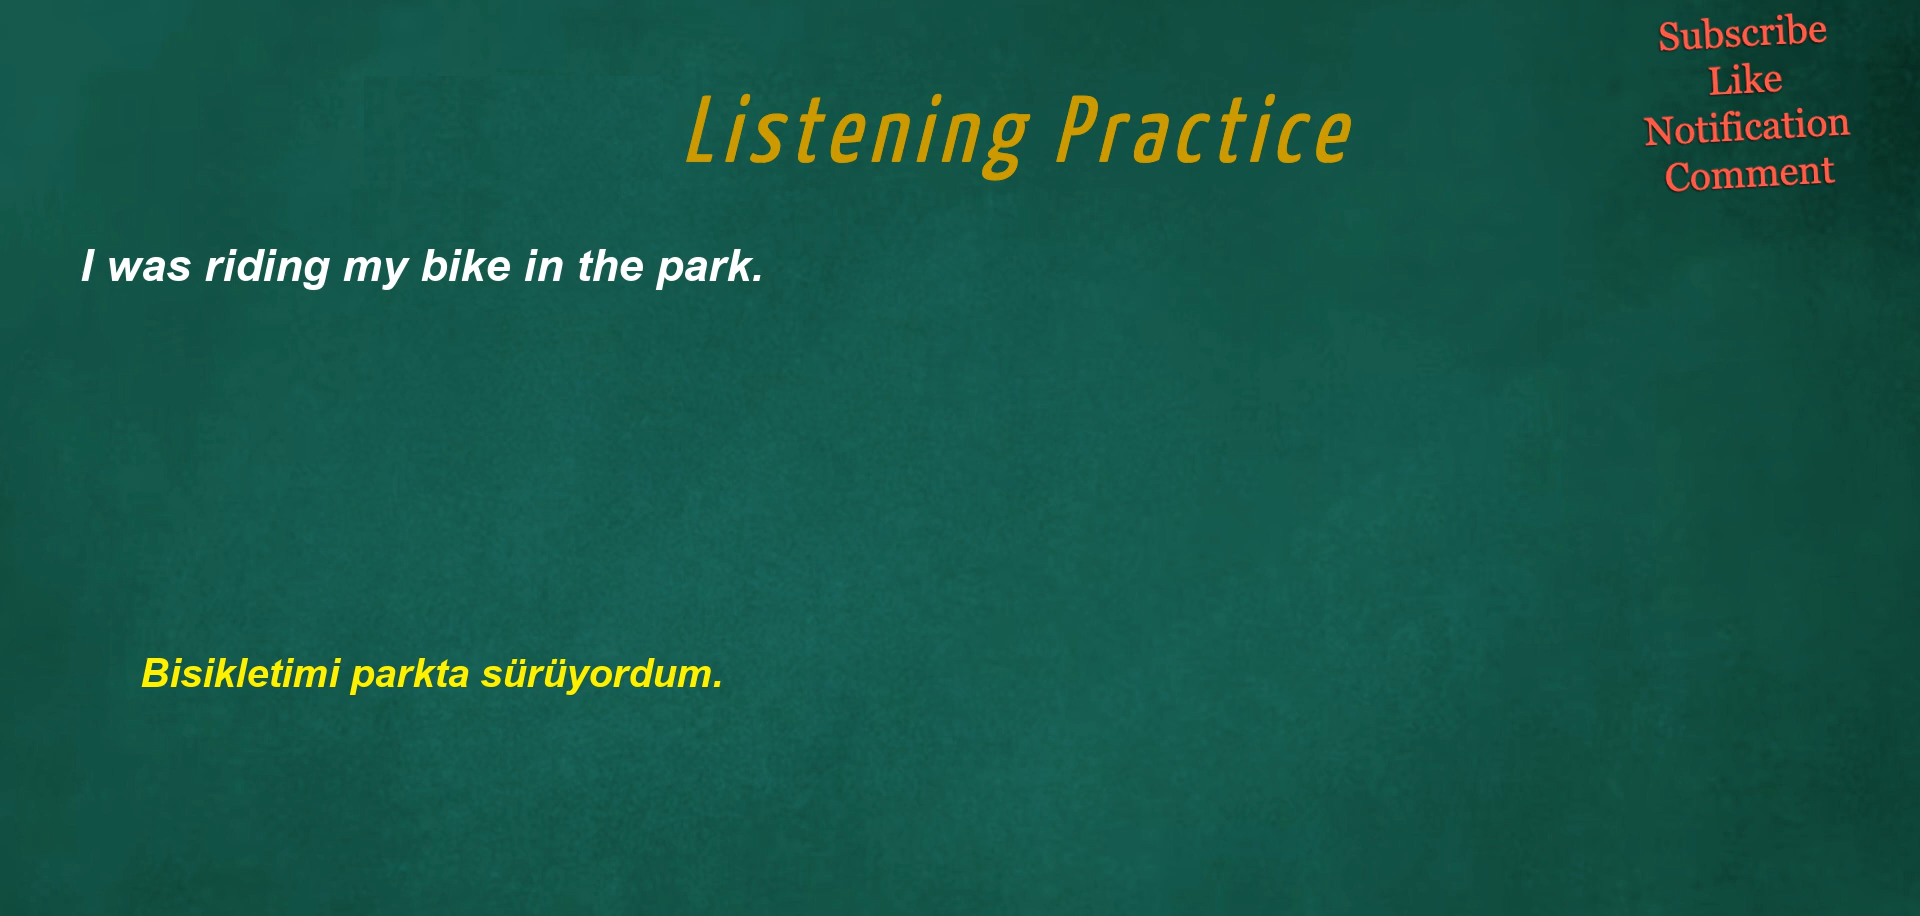 Listening Practice
Subscribe
Like
Notification
Comment
I was riding my bike in the park.
Bisikletimi parkta sürüyordum.